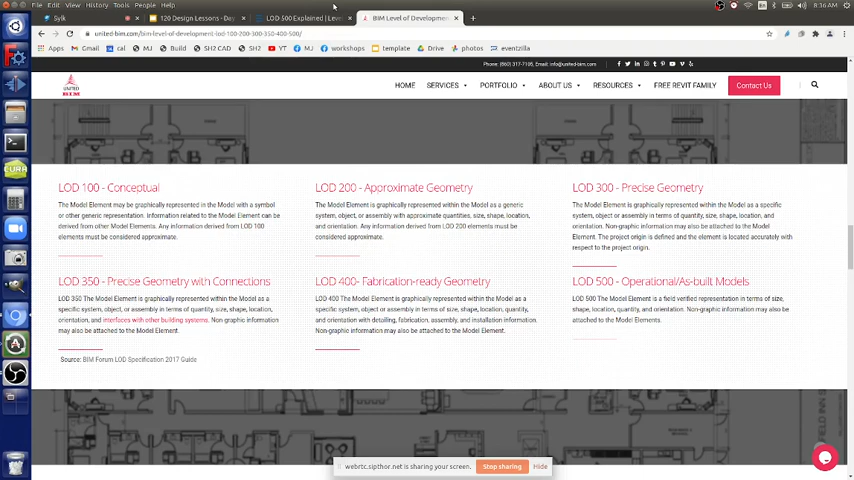 File Edit View History Tools People Help
8:16 AM
Sylk
120 Design Lessons - Day
LOD 500 Explained | Leve
BIM Level of Developmen
united-bim.com/bim-level-of-development-lod-100-200-300-350-400-500/
Apps Gmail cal MJ Build SH2 CAD SH2 YT MJ workshops template Drive photos eventzilla
Phone: (860) 317-7105, Email: info@united-bim.com
UNITED
BIM
HOME SERVICES PORTFOLIO ABOUT US RESOURCES FREE REVIT FAMILY Contact Us
LOD 100 - Conceptual
The Model Element may be graphically represented in the Model with a symbol
or other generic representation. Information related to the Model Element can be
derived from other Model Elements. Any information derived from LOD 100
elements must be considered approximate.
LOD 200 - Approximate Geometry
The Model Element is graphically represented within the Model as a generic
system, object, or assembly with approximate quantities, size, shape, location,
and orientation. Any information derived from LOD 200 elements must be
considered approximate.
LOD 300 - Precise Geometry
The Model Element is graphically represented within the Model as a specific
system, object or assembly in terms of quantity, size, shape, location, and
orientation. Non-graphic information may also be attached to the Model
Element. The project origin is defined and the element is located accurately with
respect to the project origin.
LOD 350 - Precise Geometry with Connections
LOD 350 The Model Element is graphically represented within the Model as a
specific system, object, or assembly in terms of quantity, size, shape, location,
orientation, and interfaces with other building systems. Non graphic information
may also be attached to the Model Element.
LOD 400- Fabrication-ready Geometry
LOD 400 The Model Element is graphically represented within the Model as a
specific system, object or assembly in terms of size, shape, location, quantity,
and orientation with detailing, fabrication, assembly, and installation information.
Non-graphic information may also be attached to the Model Element.
LOD 500 - Operational/As-built Models
LOD 500 The Model Element is a field verified representation in terms of size,
shape, location, quantity, and orientation. Non-graphic information may also be
attached to the Model Elements.
Source: BIM Forum LOD Specification 2017 Guide
webrtc.sipthor.net is sharing your screen. Stop sharing Hide